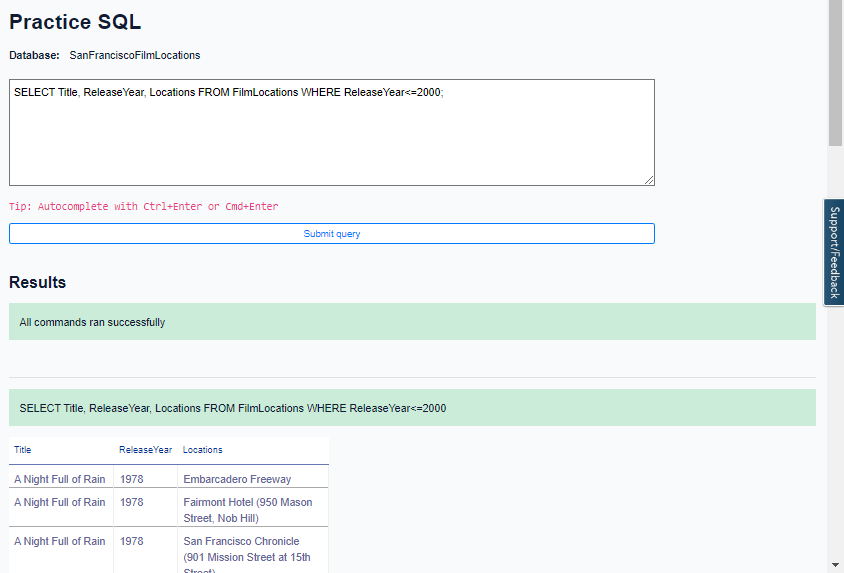 Practice SQL
Database: SanFranciscoFilmLocations
SELECT Title, ReleaseYear, Locations FROM FilmLocations WHERE ReleaseYear<=2000;
Tip: Autocomplete with Ctrl+Enter or Cmd+Enter
Submit query
Support/Feedback
Results
All commands ran successfully
SELECT Title, ReleaseYear, Locations FROM FilmLocations WHERE ReleaseYear<=2000
Title ReleaseYear Locations
A Night Full of Rain 1978 Embarcadero Freeway
A Night Full of Rain 1978 Fairmont Hotel (950 Mason
Street, Nob Hill)
A Night Full of Rain 1978 San Francisco Chronicle
(901 Mission Street at 15th
Street)